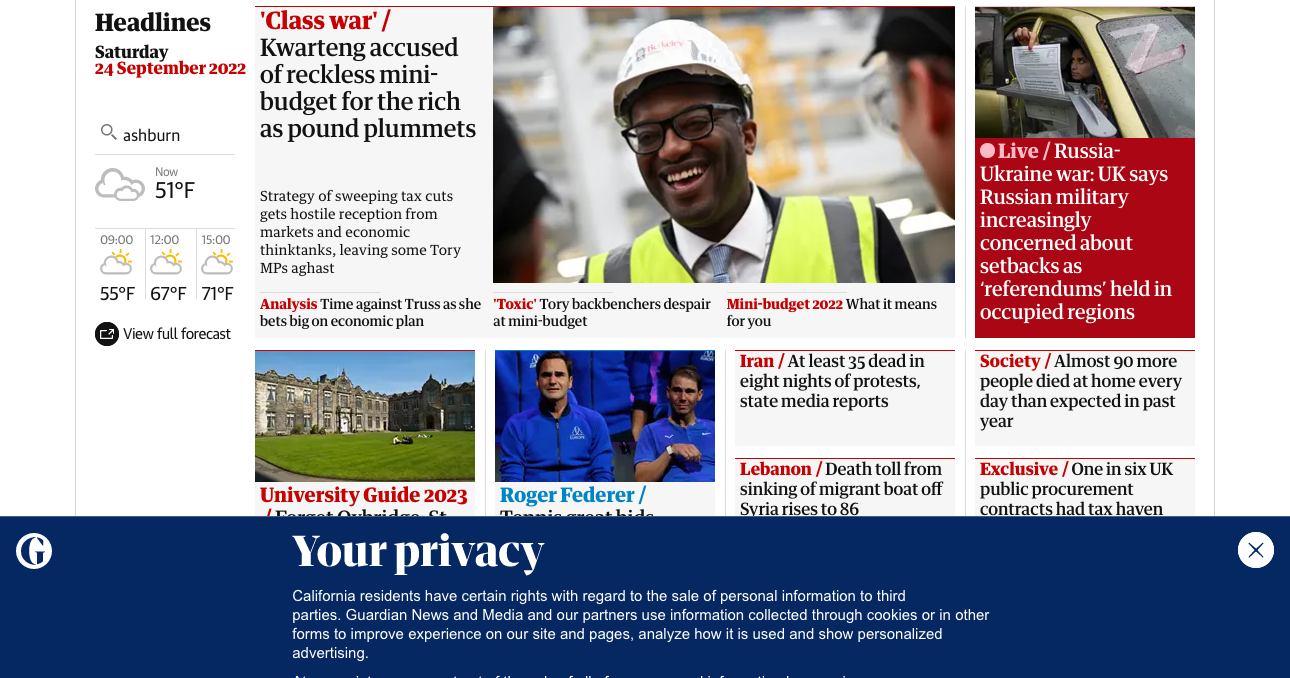 Headlines
Saturday
24 September 2022
ashburn
Now
51°F
09:00
12:00
15:00
55°F
67°F
71°F
View full forecast
'Class war' /
Kwarteng accused
of reckless mini-
budget for the rich
as pound plummets
Strategy of sweeping tax cuts
gets hostile reception from
markets and economic
thinktanks, leaving some Tory
MPs aghast
Analysis Time against Truss as she
bets big on economic plan
'Toxic' Tory backbenchers despair
at mini-budget
Mini-budget 2022 What it means
for you
Z
Live / Russia-
Ukraine war: UK says
Russian military
increasingly
concerned about
setbacks as
‘referendums’ held in
occupied regions
University Guide 2023
/ Forget Oxbridge: St
Roger Federer /
Tennis great bids
Iran / At least 35 dead in
eight nights of protests,
state media reports
Society / Almost 90 more
people died at home every
day than expected in past
year
Lebanon / Death toll from
sinking of migrant boat off
Syria rises to 86
Exclusive / One in six UK
public procurement
contracts had tax haven
G
Your privacy
California residents have certain rights with regard to the sale of personal information to third
parties. Guardian News and Media and our partners use information collected through cookies or in other
forms to improve experience on our site and pages, analyze how it is used and show personalized
advertising.